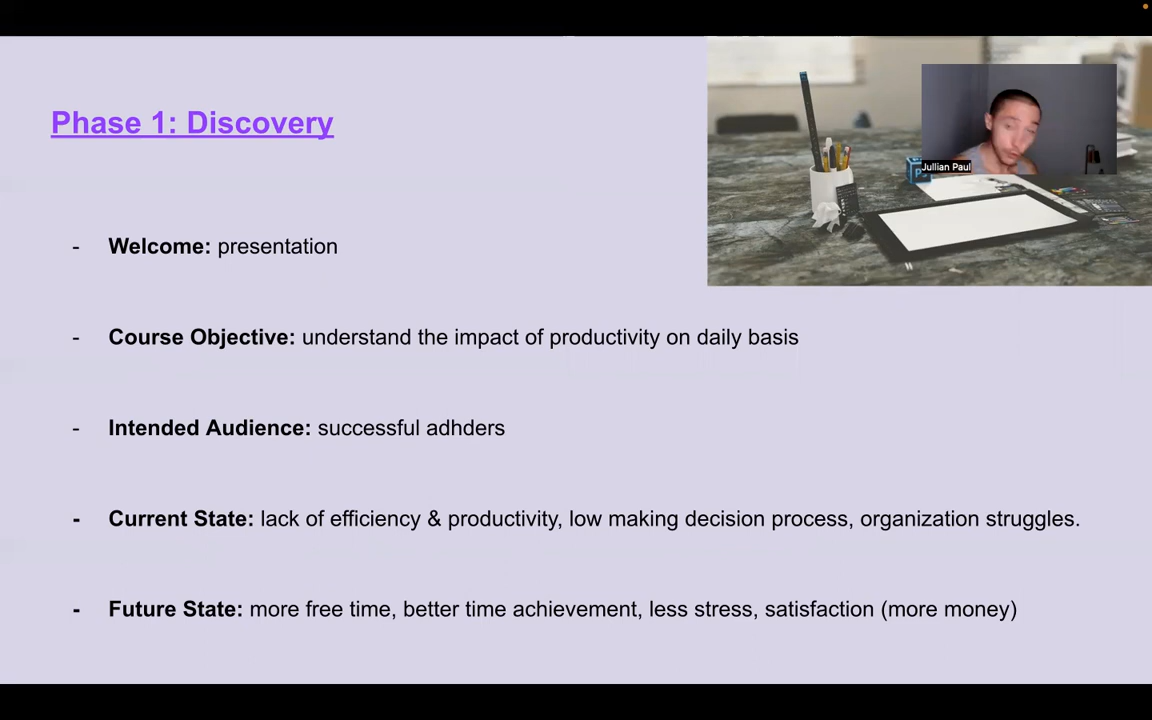 Phase 1: Discovery
Jullian Paul
- Welcome: presentation
- Course Objective: understand the impact of productivity on daily basis
- Intended Audience: successful adhders
- Current State: lack of efficiency & productivity, low making decision process, organization struggles.
- Future State: more free time, better time achievement, less stress, satisfaction (more money)